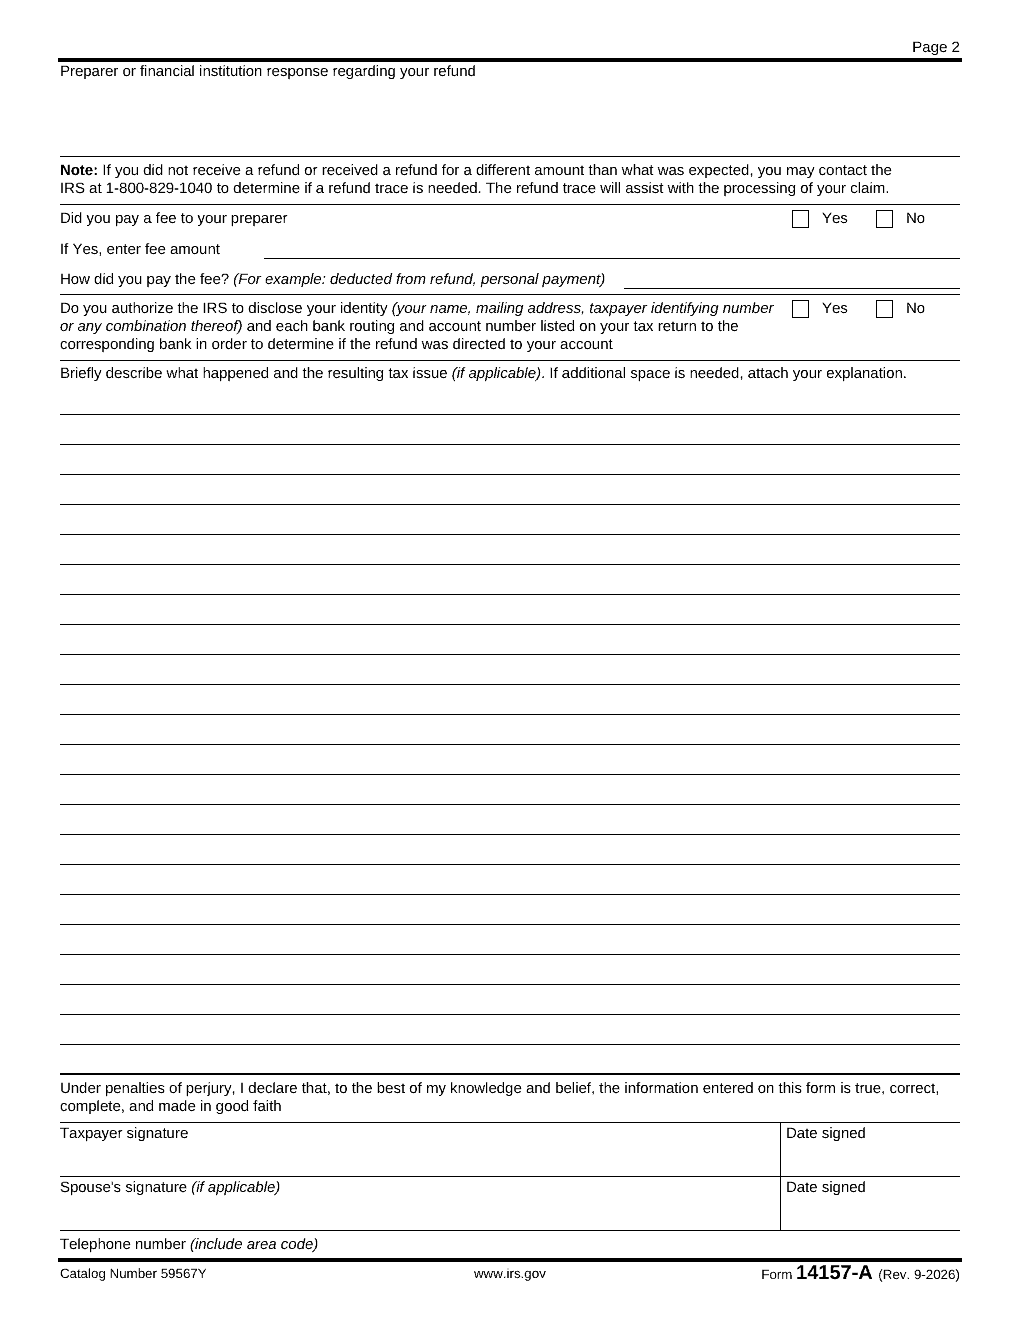 Page 2
Preparer or financial institution response regarding your refund
Note: If you did not receive a refund or received a refund for a different amount than what was expected, you may contact the
IRS at 1-800-829-1040 to determine if a refund trace is needed. The refund trace will assist with the processing of your claim.
Did you pay a fee to your preparer Yes No
If Yes, enter fee amount
How did you pay the fee? (For example: deducted from refund, personal payment)
Do you authorize the IRS to disclose your identity (your name, mailing address, taxpayer identifying number Yes No
or any combination thereof) and each bank routing and account number listed on your tax return to the
corresponding bank in order to determine if the refund was directed to your account
Briefly describe what happened and the resulting tax issue (if applicable). If additional space is needed, attach your explanation.
Under penalties of perjury, I declare that, to the best of my knowledge and belief, the information entered on this form is true, correct,
complete, and made in good faith
Taxpayer signature Date signed
Spouse's signature (if applicable) Date signed
Telephone number (include area code)
Catalog Number 59567Y www.irs.gov Form 14157-A (Rev. 9-2026)